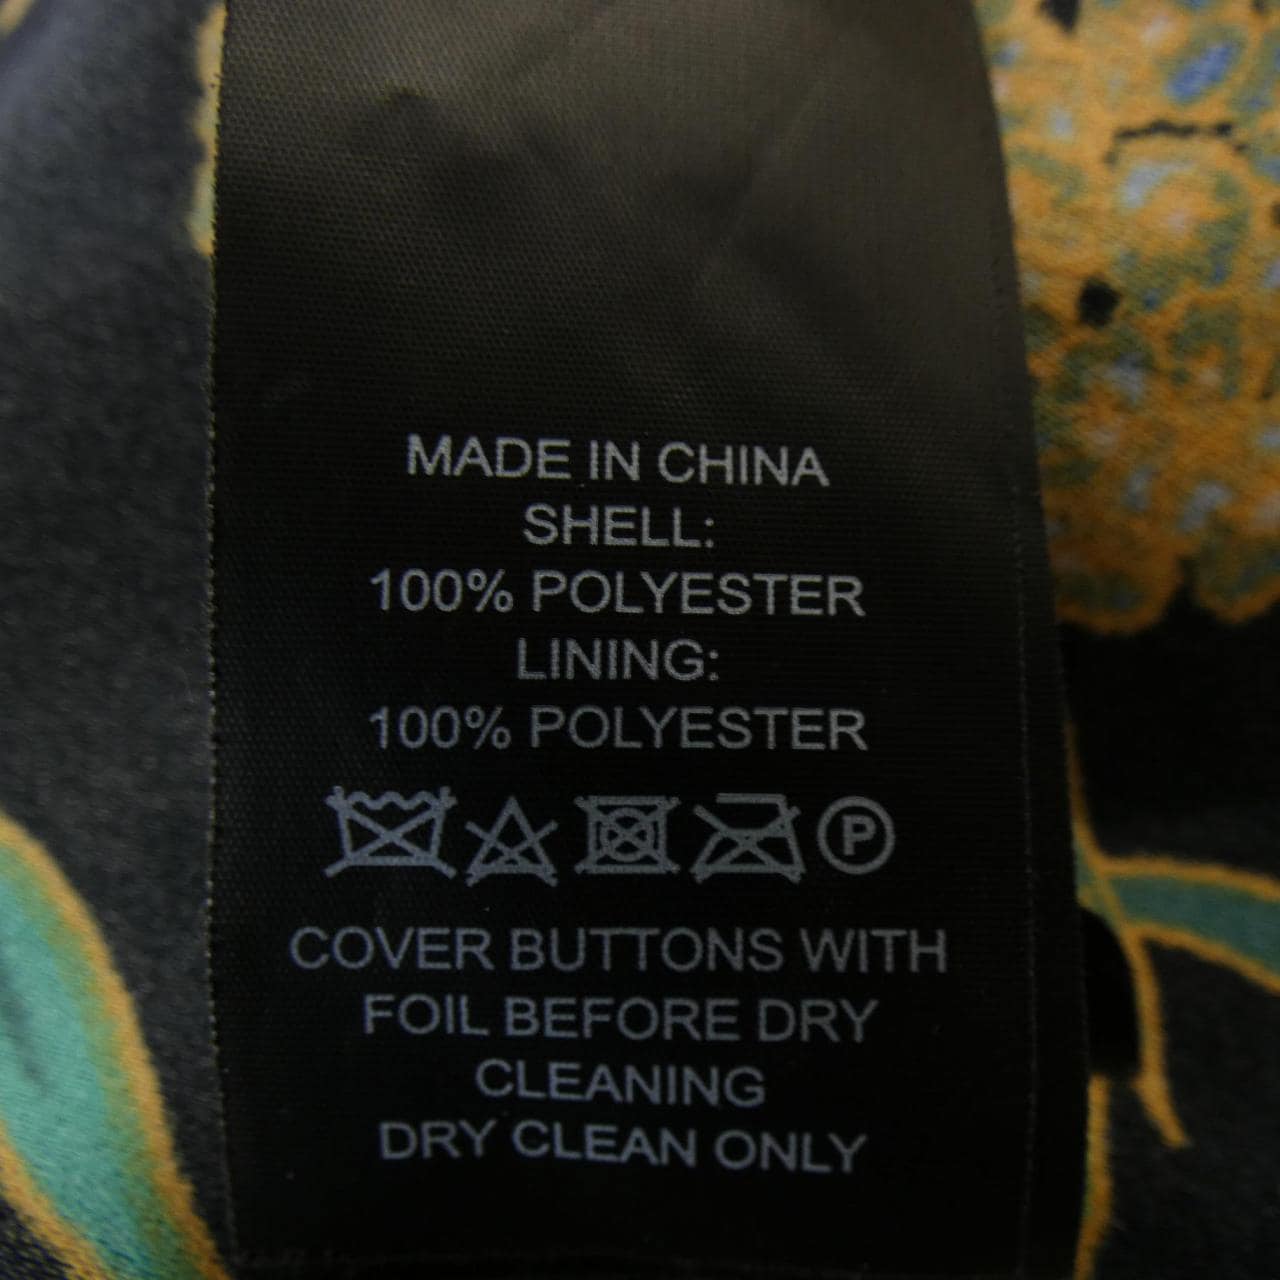 MADE IN CHINA
SHELL:
100% POLYESTER
LINING:
100% POLYESTER
P
COVER BUTTONS WITH
FOIL BEFORE DRY
CLEANING
DRY CLEAN ONLY